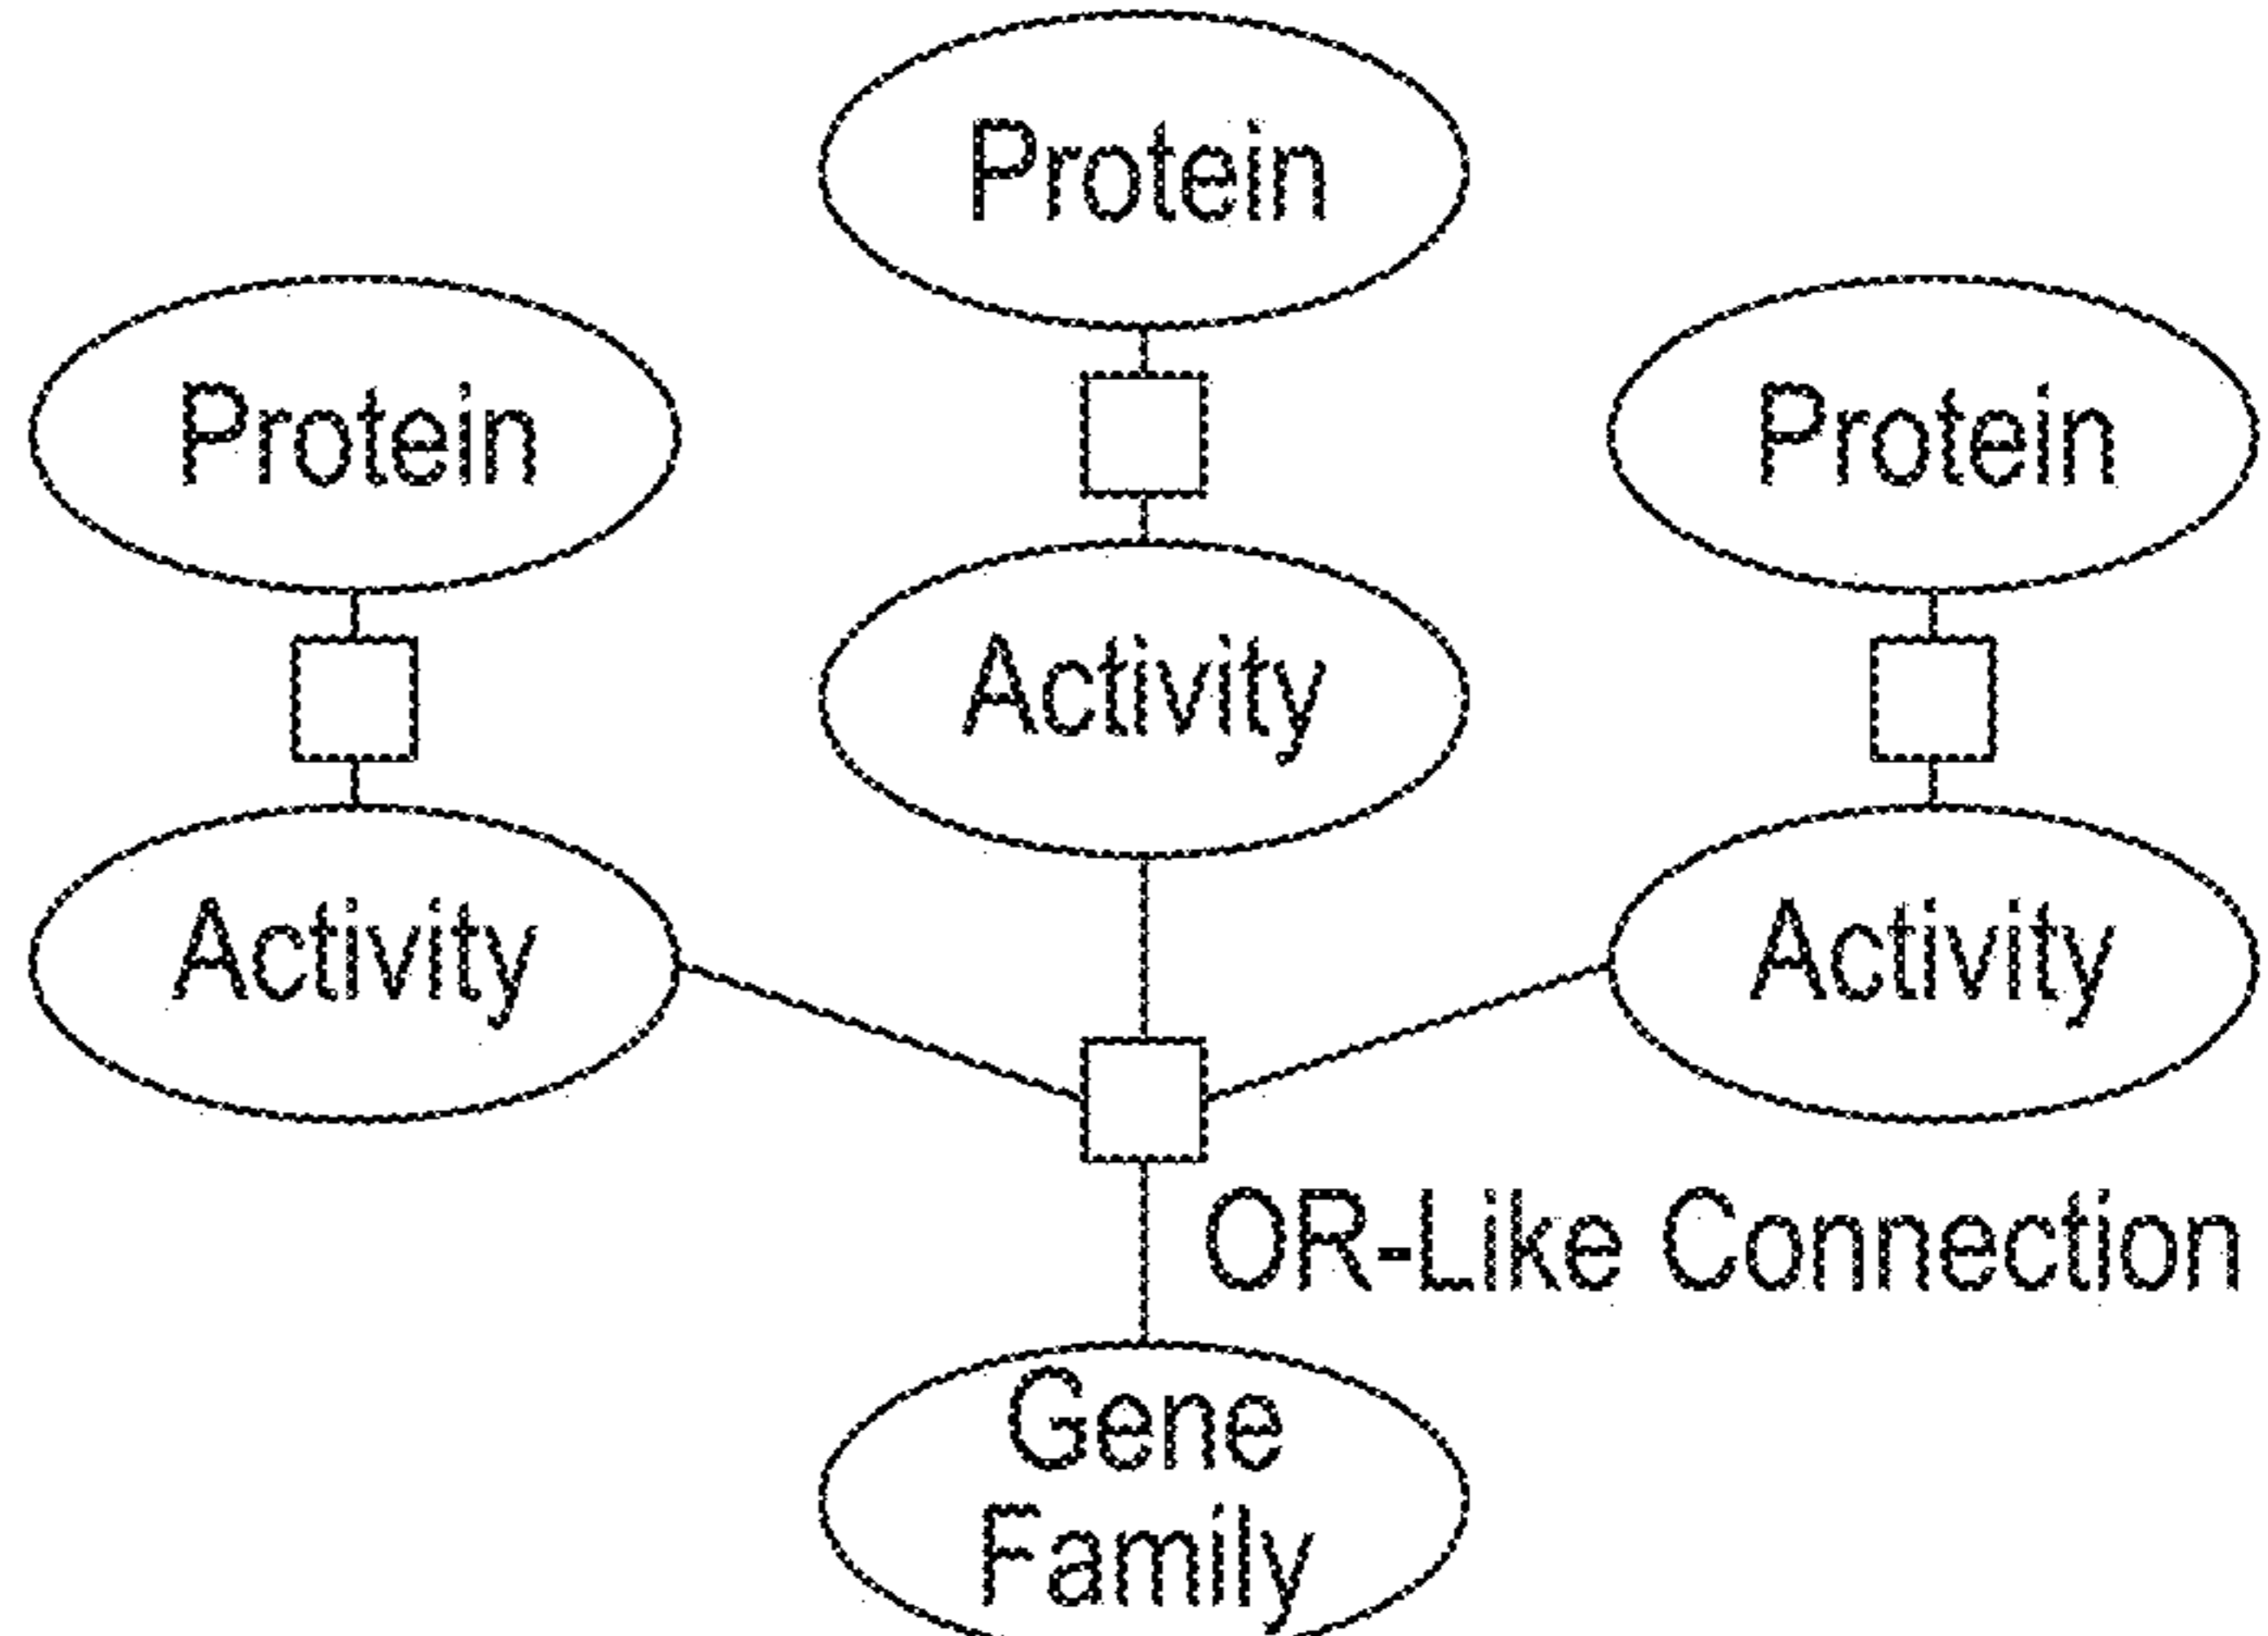 Protein
Protein
Protein
Activity
Activity
Activity
OR-Like Connection
Gene
Family